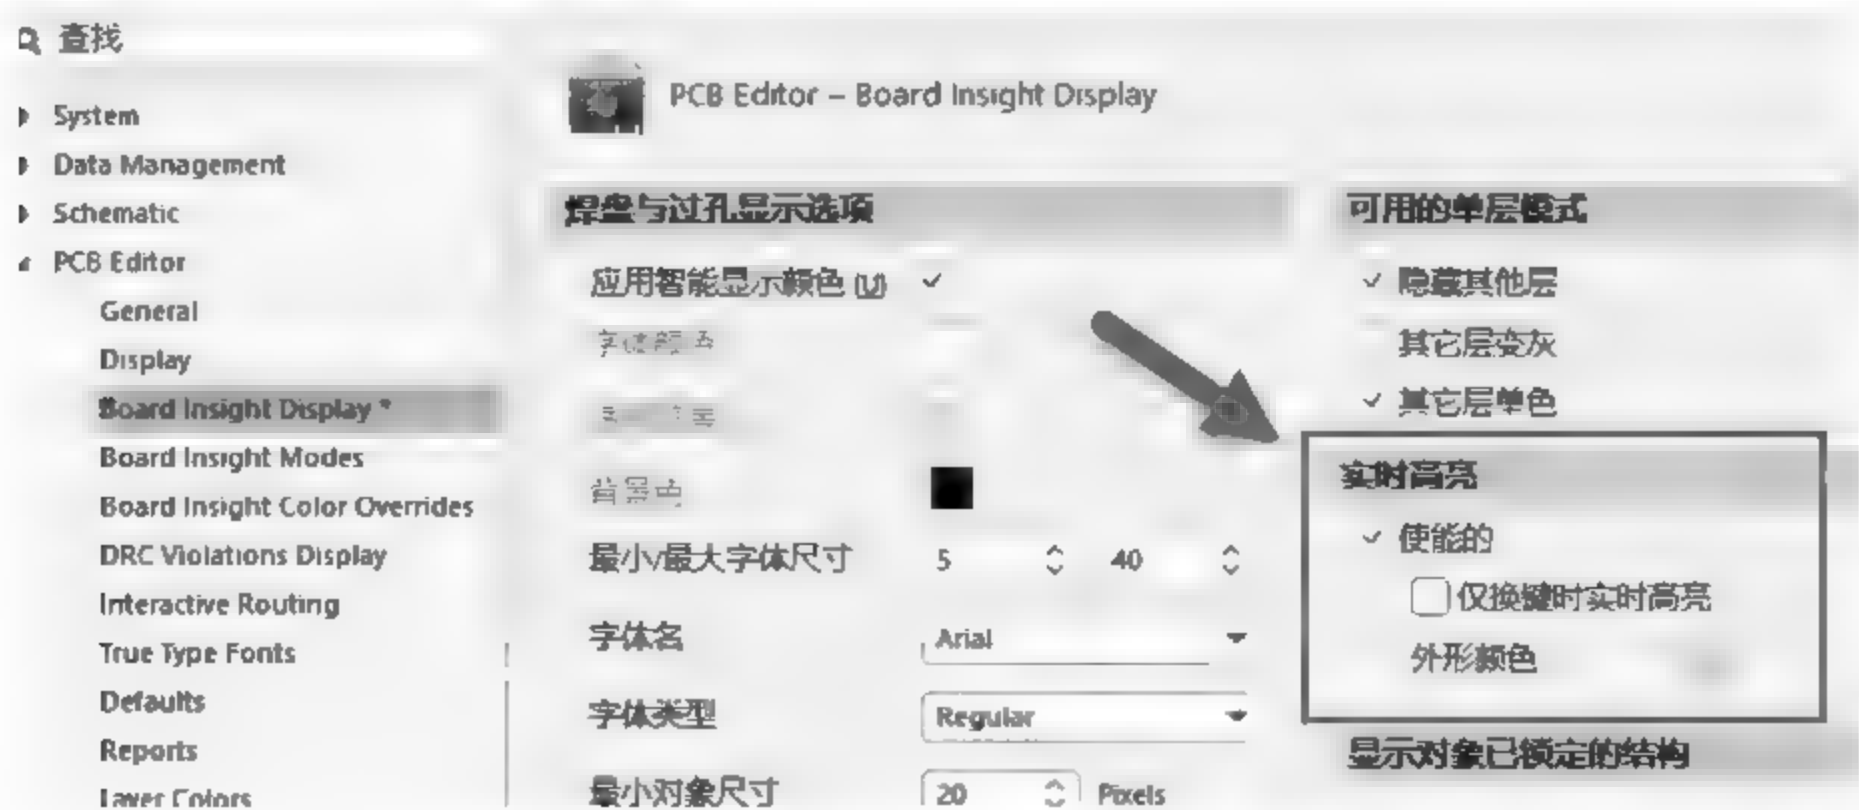 查找
System
Data Management
Schematic
PCB Editor
General
Display
Board Insight Display *
Board Insight Modes
Board Insight Color Overrides
DRC Violations Display
Interactive Routing
True Type Fonts
Defaults
Reports
Layer Colors
PCB Editor – Board Insight Display
焊盘与过孔显示选项
应用智能显示颜色 (U)
字体颜色
背景色
最小/最大字体尺寸 5 40
字体名 Arial
字体类型 Regular
最小对象尺寸 20 Pixels
可用的单层模式
隐藏其他层
其它层变灰
其它层单色
实时高亮
使能的
仅换键时实时高亮
外形颜色
显示对象已锁定的结构